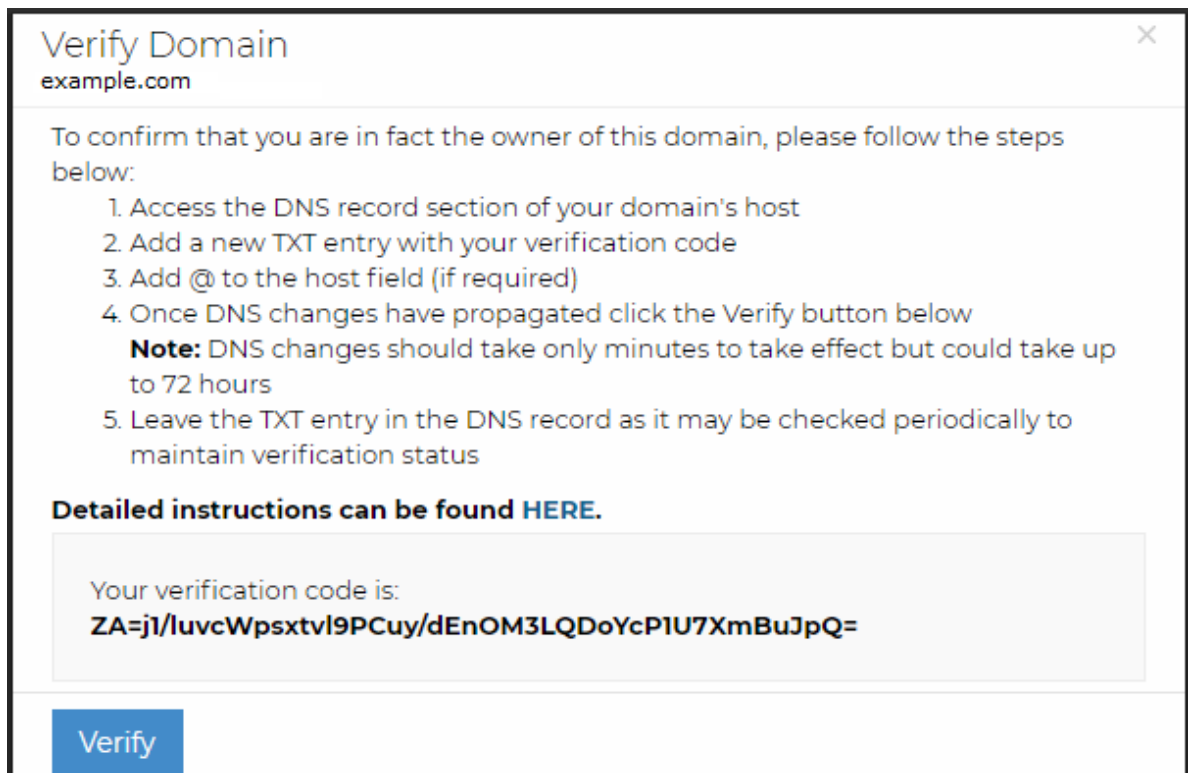 Verify Domain
×
example.com
To confirm that you are in fact the owner of this domain, please follow the steps
below:
1. Access the DNS record section of your domain's host
2. Add a new TXT entry with your verification code
3. Add @ to the host field (if required)
4. Once DNS changes have propagated click the Verify button below
Note: DNS changes should take only minutes to take effect but could take up
to 72 hours
5. Leave the TXT entry in the DNS record as it may be checked periodically to
maintain verification status
Detailed instructions can be found HERE.
Your verification code is:
ZA=j1/luvcWpsxtvl9PCuy/dEnOM3LQDoYcP1U7XmBuJpQ=
Verify